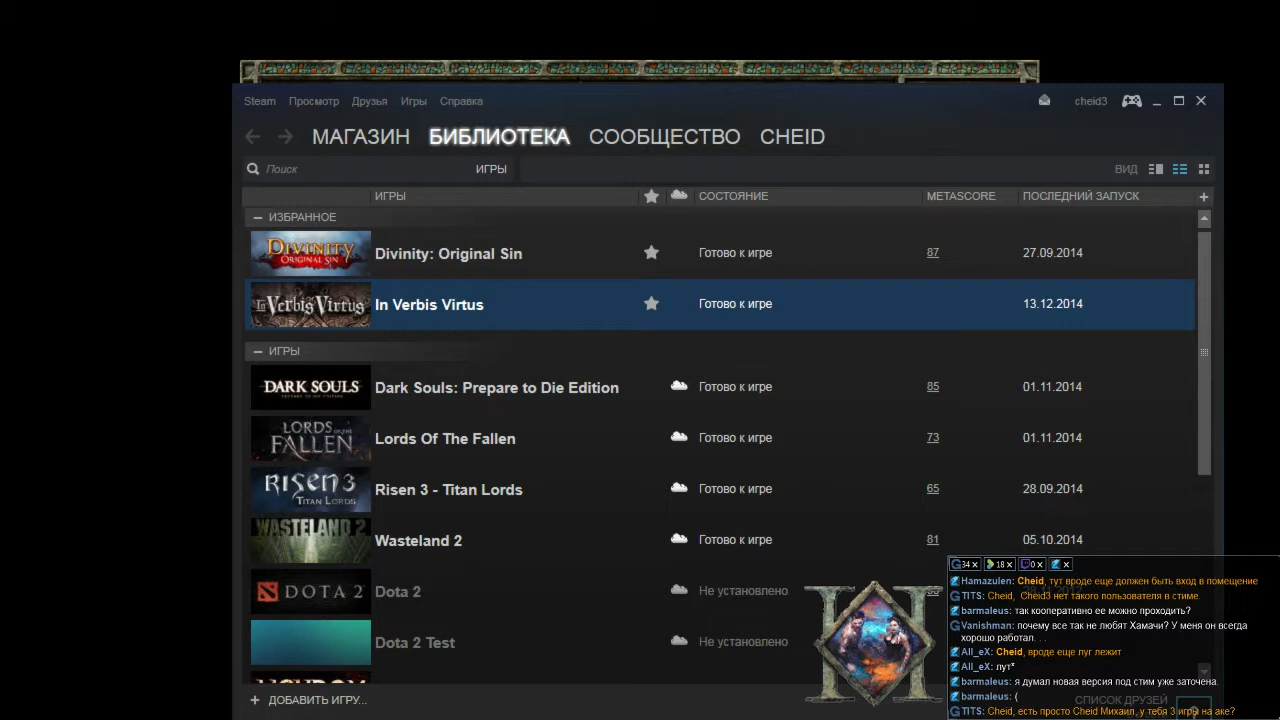 Steam Просмотр Друзья Игры Справка cheid3
МАГАЗИН БИБЛИОТЕКА СООБЩЕСТВО CHEID
Поиск ИГРЫ ВИД
ИГРЫ СОСТОЯНИЕ METASCORE ПОСЛЕДНИЙ ЗАПУСК +
— ИЗБРАННОЕ
DIVINITY ORIGINAL SIN Divinity: Original Sin Готово к игре 87 27.09.2014
IN VERBIS VIRTUS In Verbis Virtus Готово к игре 13.12.2014
— ИГРЫ
DARK SOULS PREPARE TO DIE EDITION Dark Souls: Prepare to Die Edition Готово к игре 85 01.11.2014
LORDS OF THE FALLEN Lords Of The Fallen Готово к игре 73 01.11.2014
RISEN 3 TITAN LORDS Risen 3 - Titan Lords Готово к игре 65 28.09.2014
WASTELAND 2 Wasteland 2 Готово к игре 81 05.10.2014
DOTA 2 Dota 2 Не установлено
Dota 2 Test Не установлено
+ ДОБАВИТЬ ИГРУ...
СПИСОК ДРУЗЕЙ
II
34 x 18 x 0 x x
Hamazulen: Cheid, тут вроде еще должен быть вход в помещение
TITS: Cheid, Cheid3 нет такого пользователя в стиме.
barmaleus: так кооперативно ее можно проходить?
Vanishman: почему все так не любят Хамачи? У меня он всегда
хорошо работал. . .
All_eX: Cheid, вроде еще луг лежит
All_eX: лут*
barmaleus: я думал новая версия под стим уже заточена.
barmaleus: (
TITS: Cheid, есть просто Cheid Михаил, у тебя 3 игры на аке?